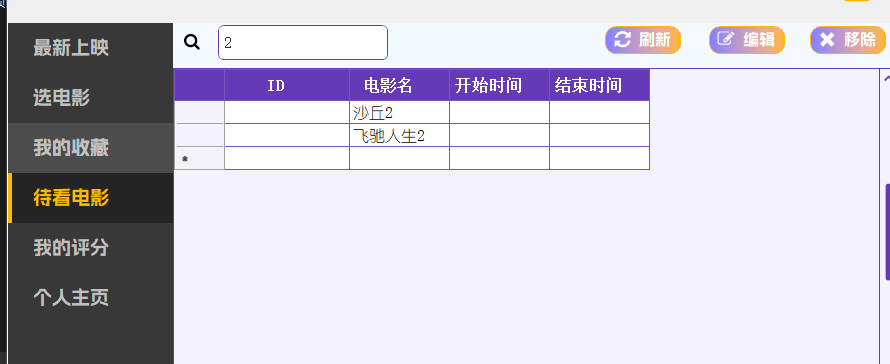 2 刷新 编辑 移除
最新上映
选电影
我的收藏
待看电影
我的评分
个人主页
ID 电影名 开始时间 结束时间
沙丘2
飞驰人生2
*